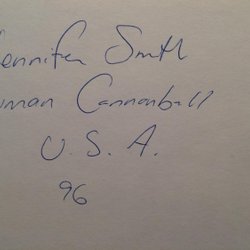 ennifer Smith
uman Cannonball
U. S. A.
96